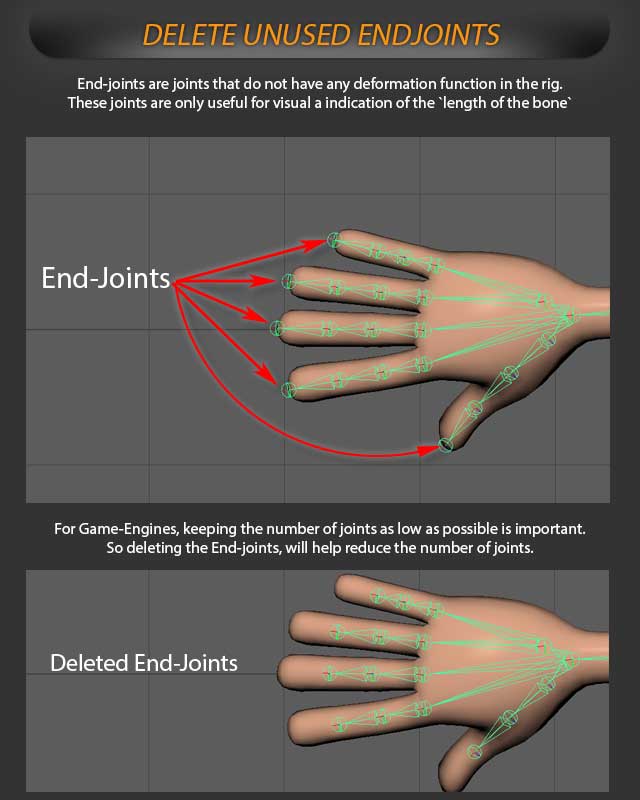 DELETE UNUSED ENDJOINTS
End-joints are joints that do not have any deformation function in the rig.
These joints are only useful for visual a indication of the `length of the bone`
End-Joints
For Game-Engines, keeping the number of joints as low as possible is important.
So deleting the End-joints, will help reduce the number of joints.
Deleted End-Joints